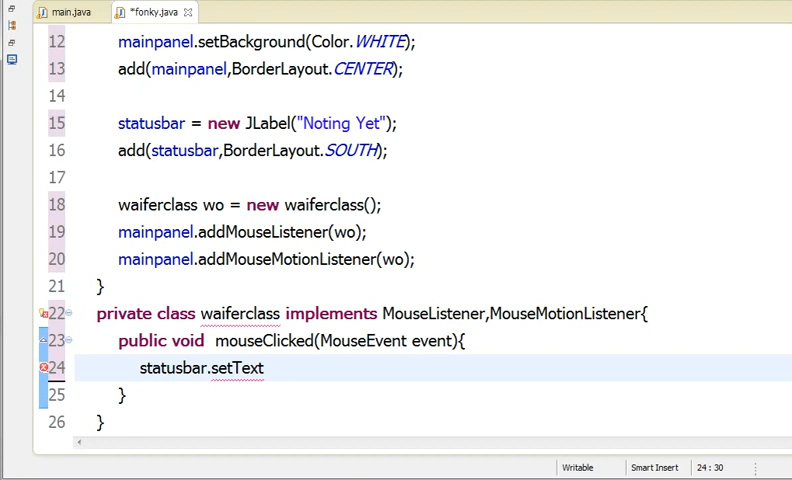 main.java
*fonky.java
12 mainpanel.setBackground(Color.WHITE);
13 add(mainpanel,BorderLayout.CENTER);
14
15 statusbar = new JLabel("Noting Yet");
16 add(statusbar,BorderLayout.SOUTH);
17
18 waiferclass wo = new waiferclass();
19 mainpanel.addMouseListener(wo);
20 mainpanel.addMouseMotionListener(wo);
21 }
22 private class waiferclass implements MouseListener,MouseMotionListener{
23 public void mouseClicked(MouseEvent event){
24 statusbar.setText
25 }
26 }
Writable Smart Insert 24 : 30